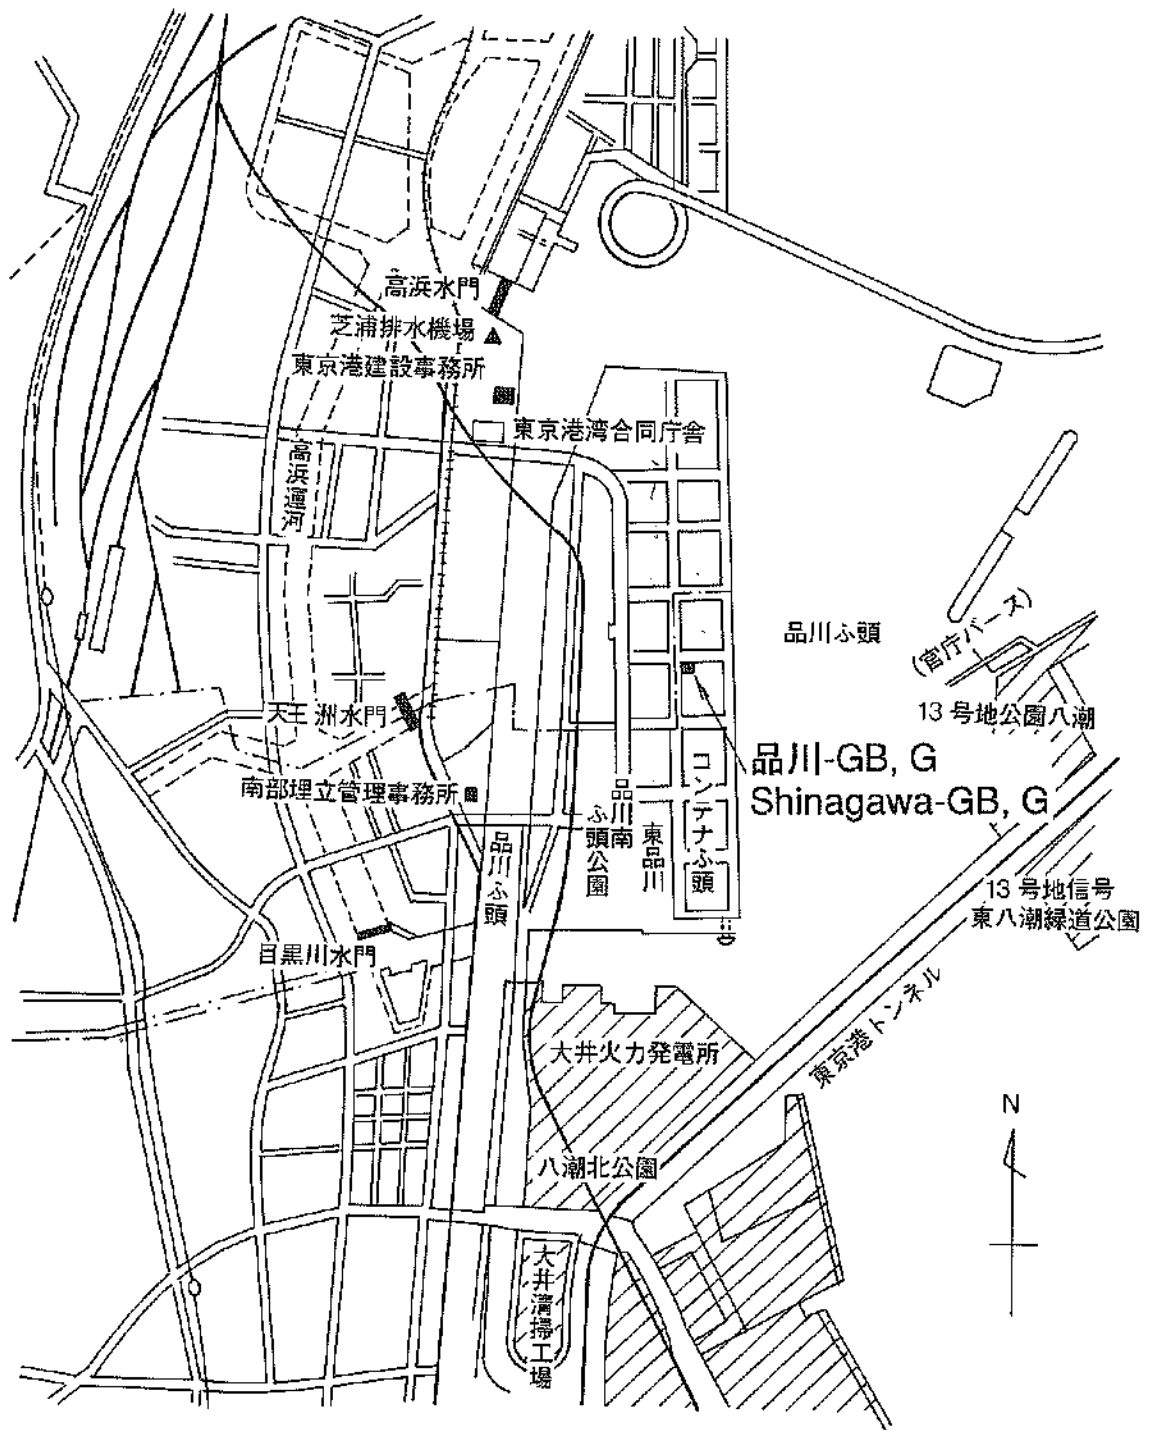 高浜水門
芝浦排水機場
東京港建設事務所
東京港湾合同庁舎
高浜運河
品川ふ頭
(官庁バース)
13 号地公園八潮
天王洲水門
品川-GB, G
Shinagawa-GB, G
南部埋立管理事務所
コンテナふ頭
品川南
ふ頭公園
東品川
品川ふ頭
13 号地信号
東八潮緑道公園
目黒川水門
東京港トンネル
大井火力発電所
N
八潮北公園
大井清掃工場